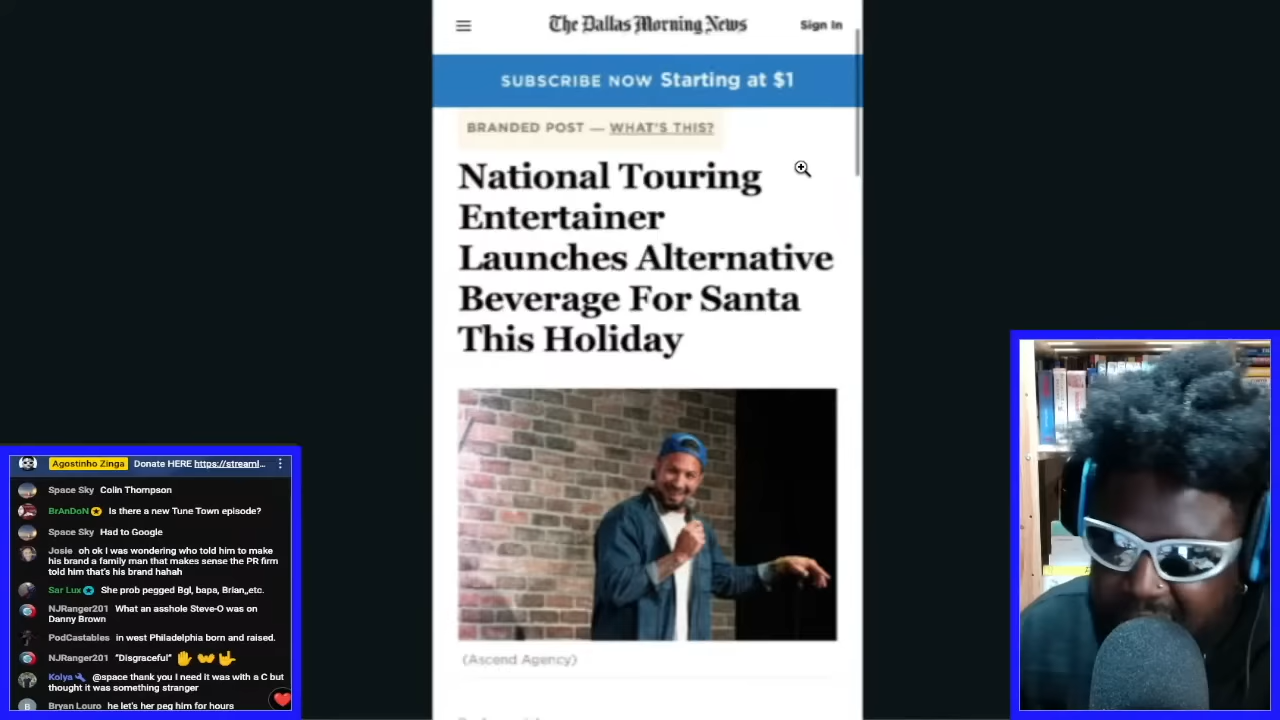 The Dallas Morning News
Sign In
SUBSCRIBE NOW Starting at $1
BRANDED POST — WHAT'S THIS?
National Touring
Entertainer
Launches Alternative
Beverage For Santa
This Holiday
(Ascend Agency)
Agostinho Zinga Donate HERE https://streaml...
Space Sky Colin Thompson
BrAnDoN Is there a new Tune Town episode?
Space Sky Had to Google
Josie oh ok I was wondering who told him to make
his brand a family man that makes sense the PR firm
told him that's his brand hahah
Sar Lux She prob pegged Bgl, bapa, Brian,,etc.
NJRanger201 What an asshole Steve-O was on
Danny Brown
PodCastables in west Philadelphia born and raised.
NJRanger201 "Disgraceful" 🤚 👐 🤟
Kolya @space thank you I need it was with a C but
thought it was something stranger
B Bryan Louro he let's her peg him for hours